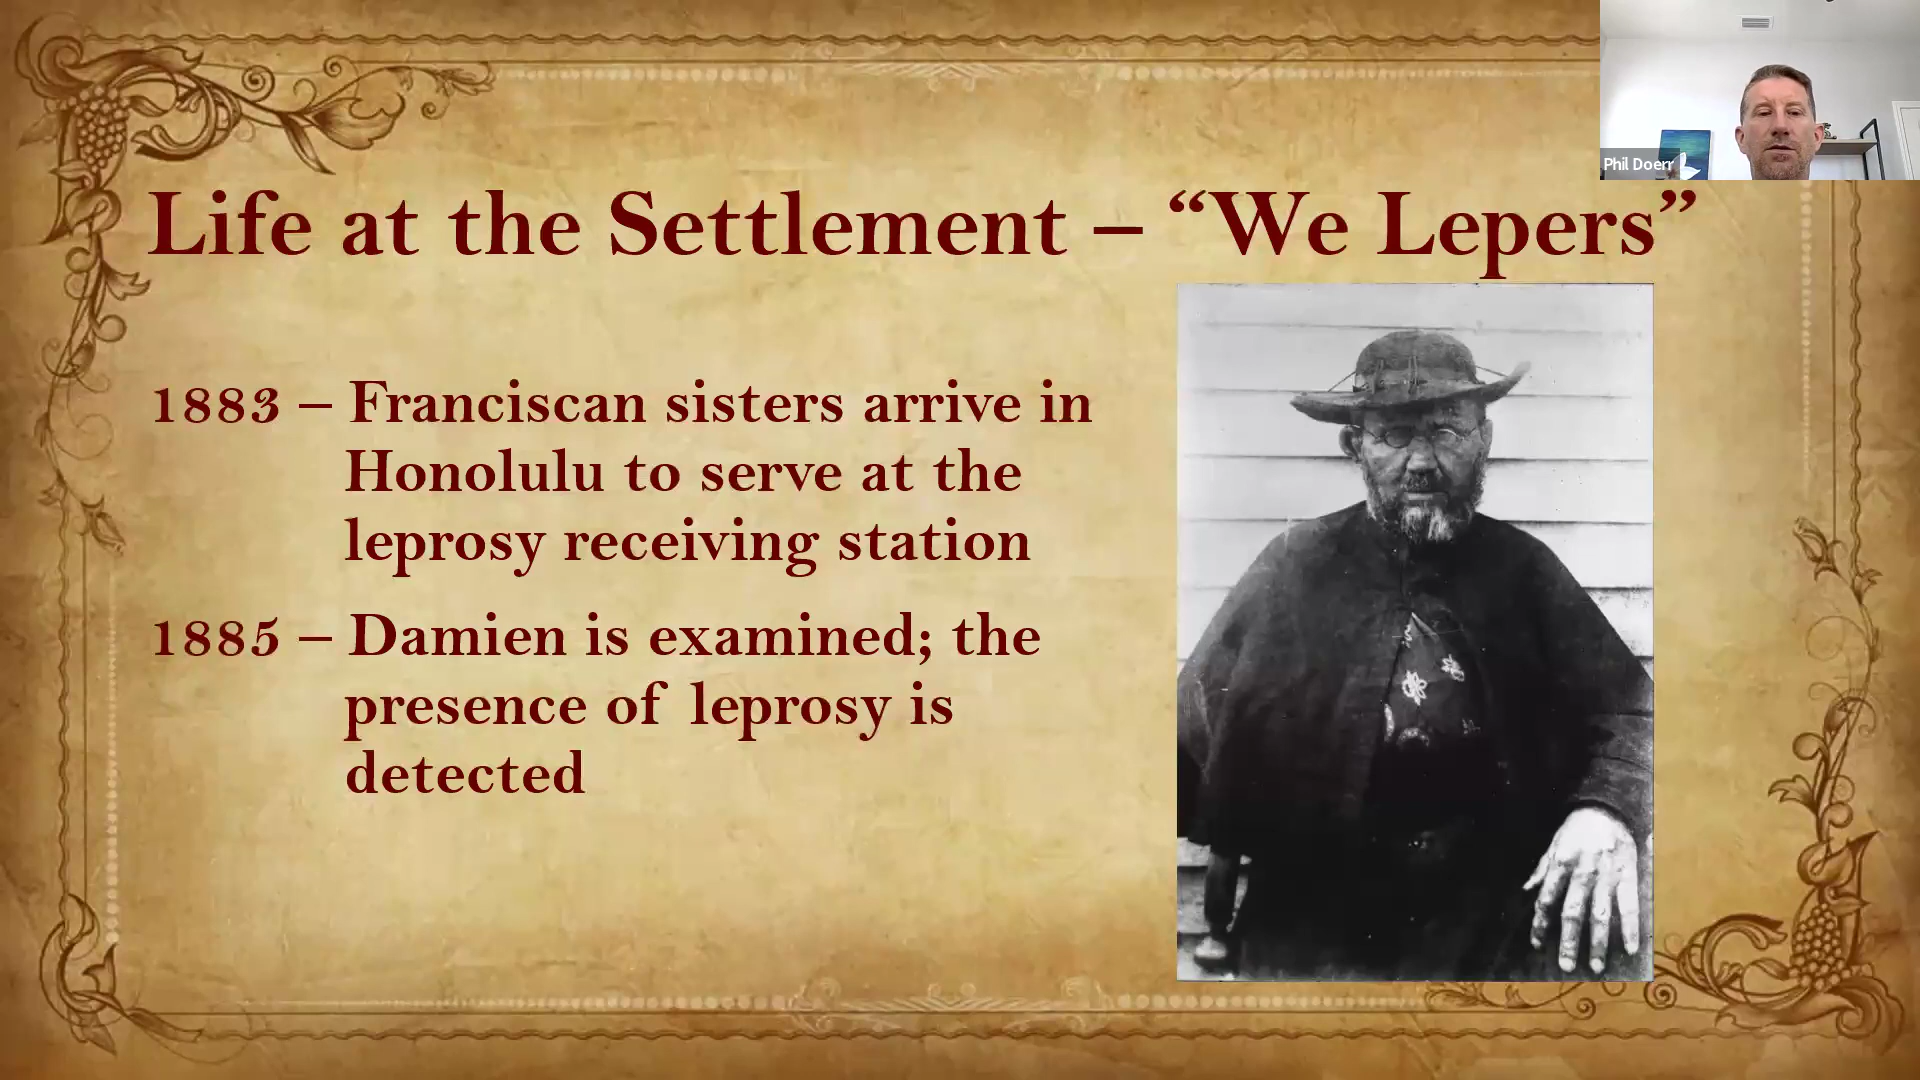 Phil Doerr
Life at the Settlement – “We Lepers”
1883 – Franciscan sisters arrive in
Honolulu to serve at the
leprosy receiving station
1885 – Damien is examined; the
presence of leprosy is
detected